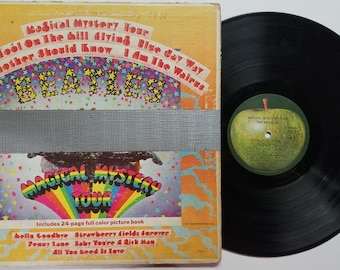 Magical Mystery Tour
Fool On The Hill Flying Blue Jay Way
Mother Should Know I Am The Walrus
BEATLES
MAGICAL MYSTERY
TOUR
Includes 24-page full color picture book
Hello Goodbye Strawberry Fields Forever
Penny Lane Baby You're A Rich Man
All You Need Is Love